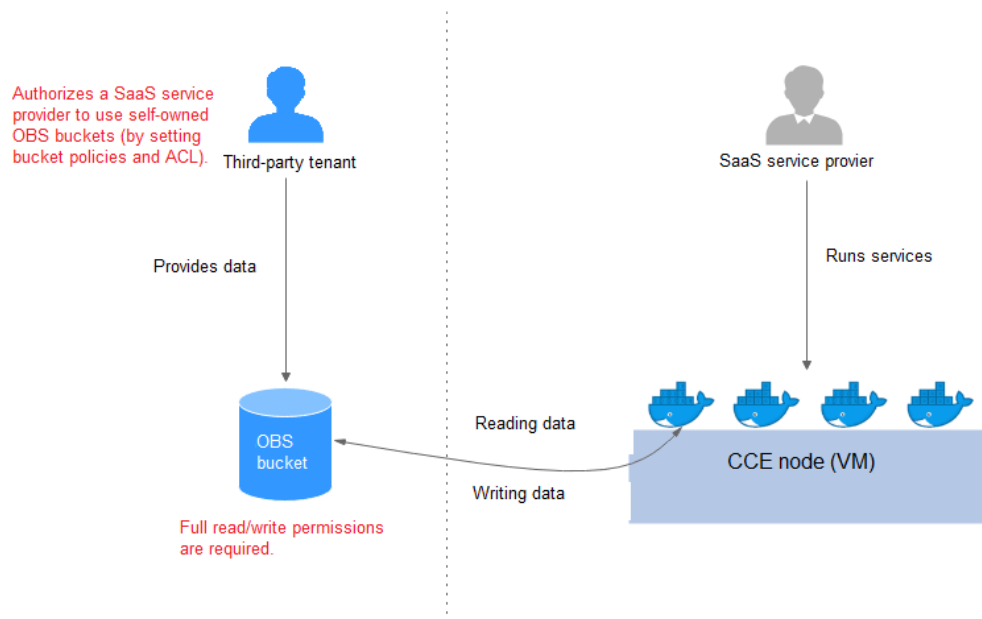 Authorizes a SaaS service
provider to use self-owned
OBS buckets (by setting
bucket policies and ACL).
Third-party tenant
SaaS service provier
Provides data
Runs services
OBS
bucket
Reading data
Writing data
CCE node (VM)
Full read/write permissions
are required.